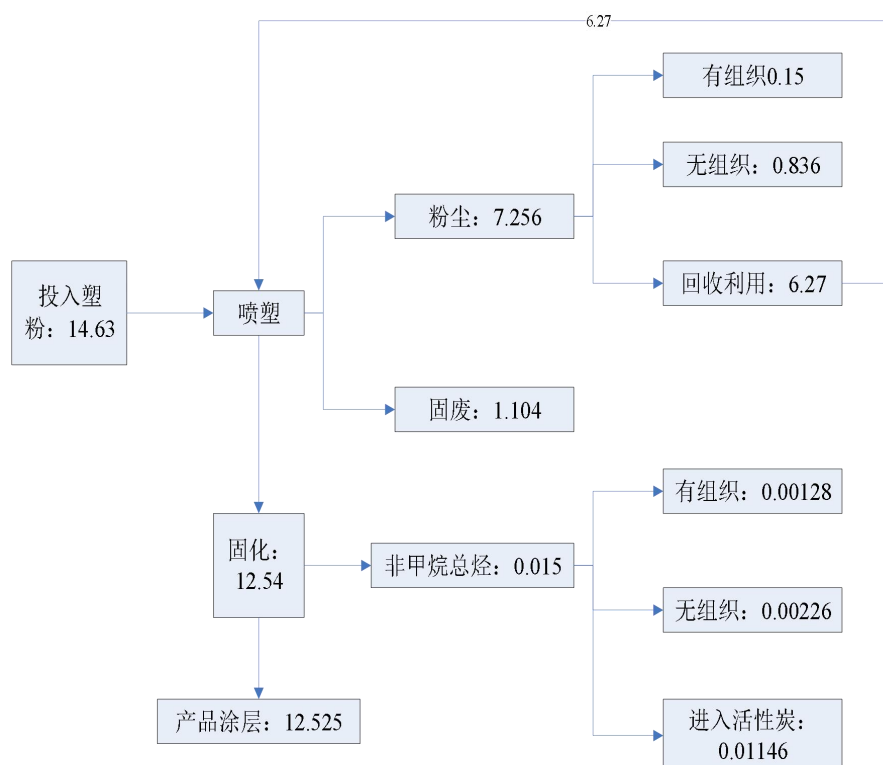 6.27
有组织0.15
无组织：0.836
粉尘：7.256
回收利用：6.27
投入塑
粉：14.63
喷塑
固废：1.104
有组织：0.00128
固化：
12.54
非甲烷总烃：0.015
无组织：0.00226
产品涂层：12.525
进入活性炭：
0.01146